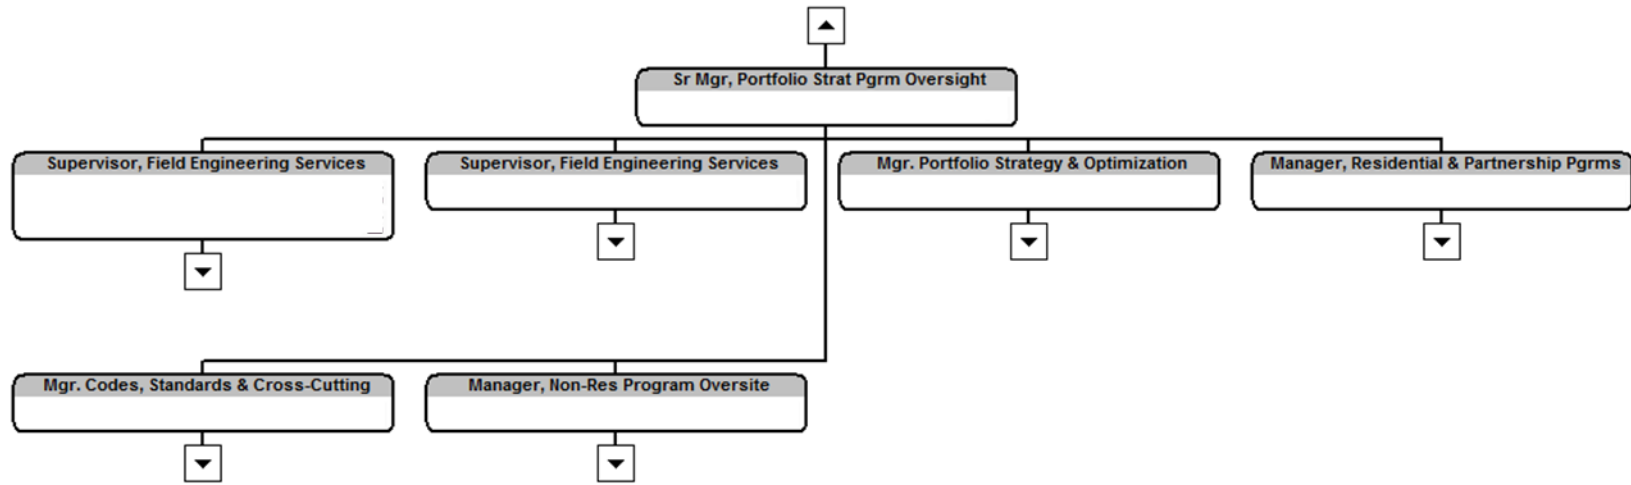 Sr Mgr, Portfolio Strat Pgrm Oversight
Supervisor, Field Engineering Services
Supervisor, Field Engineering Services
Mgr. Portfolio Strategy & Optimization
Manager, Residential & Partnership Pgrms
Mgr. Codes, Standards & Cross-Cutting
Manager, Non-Res Program Oversite